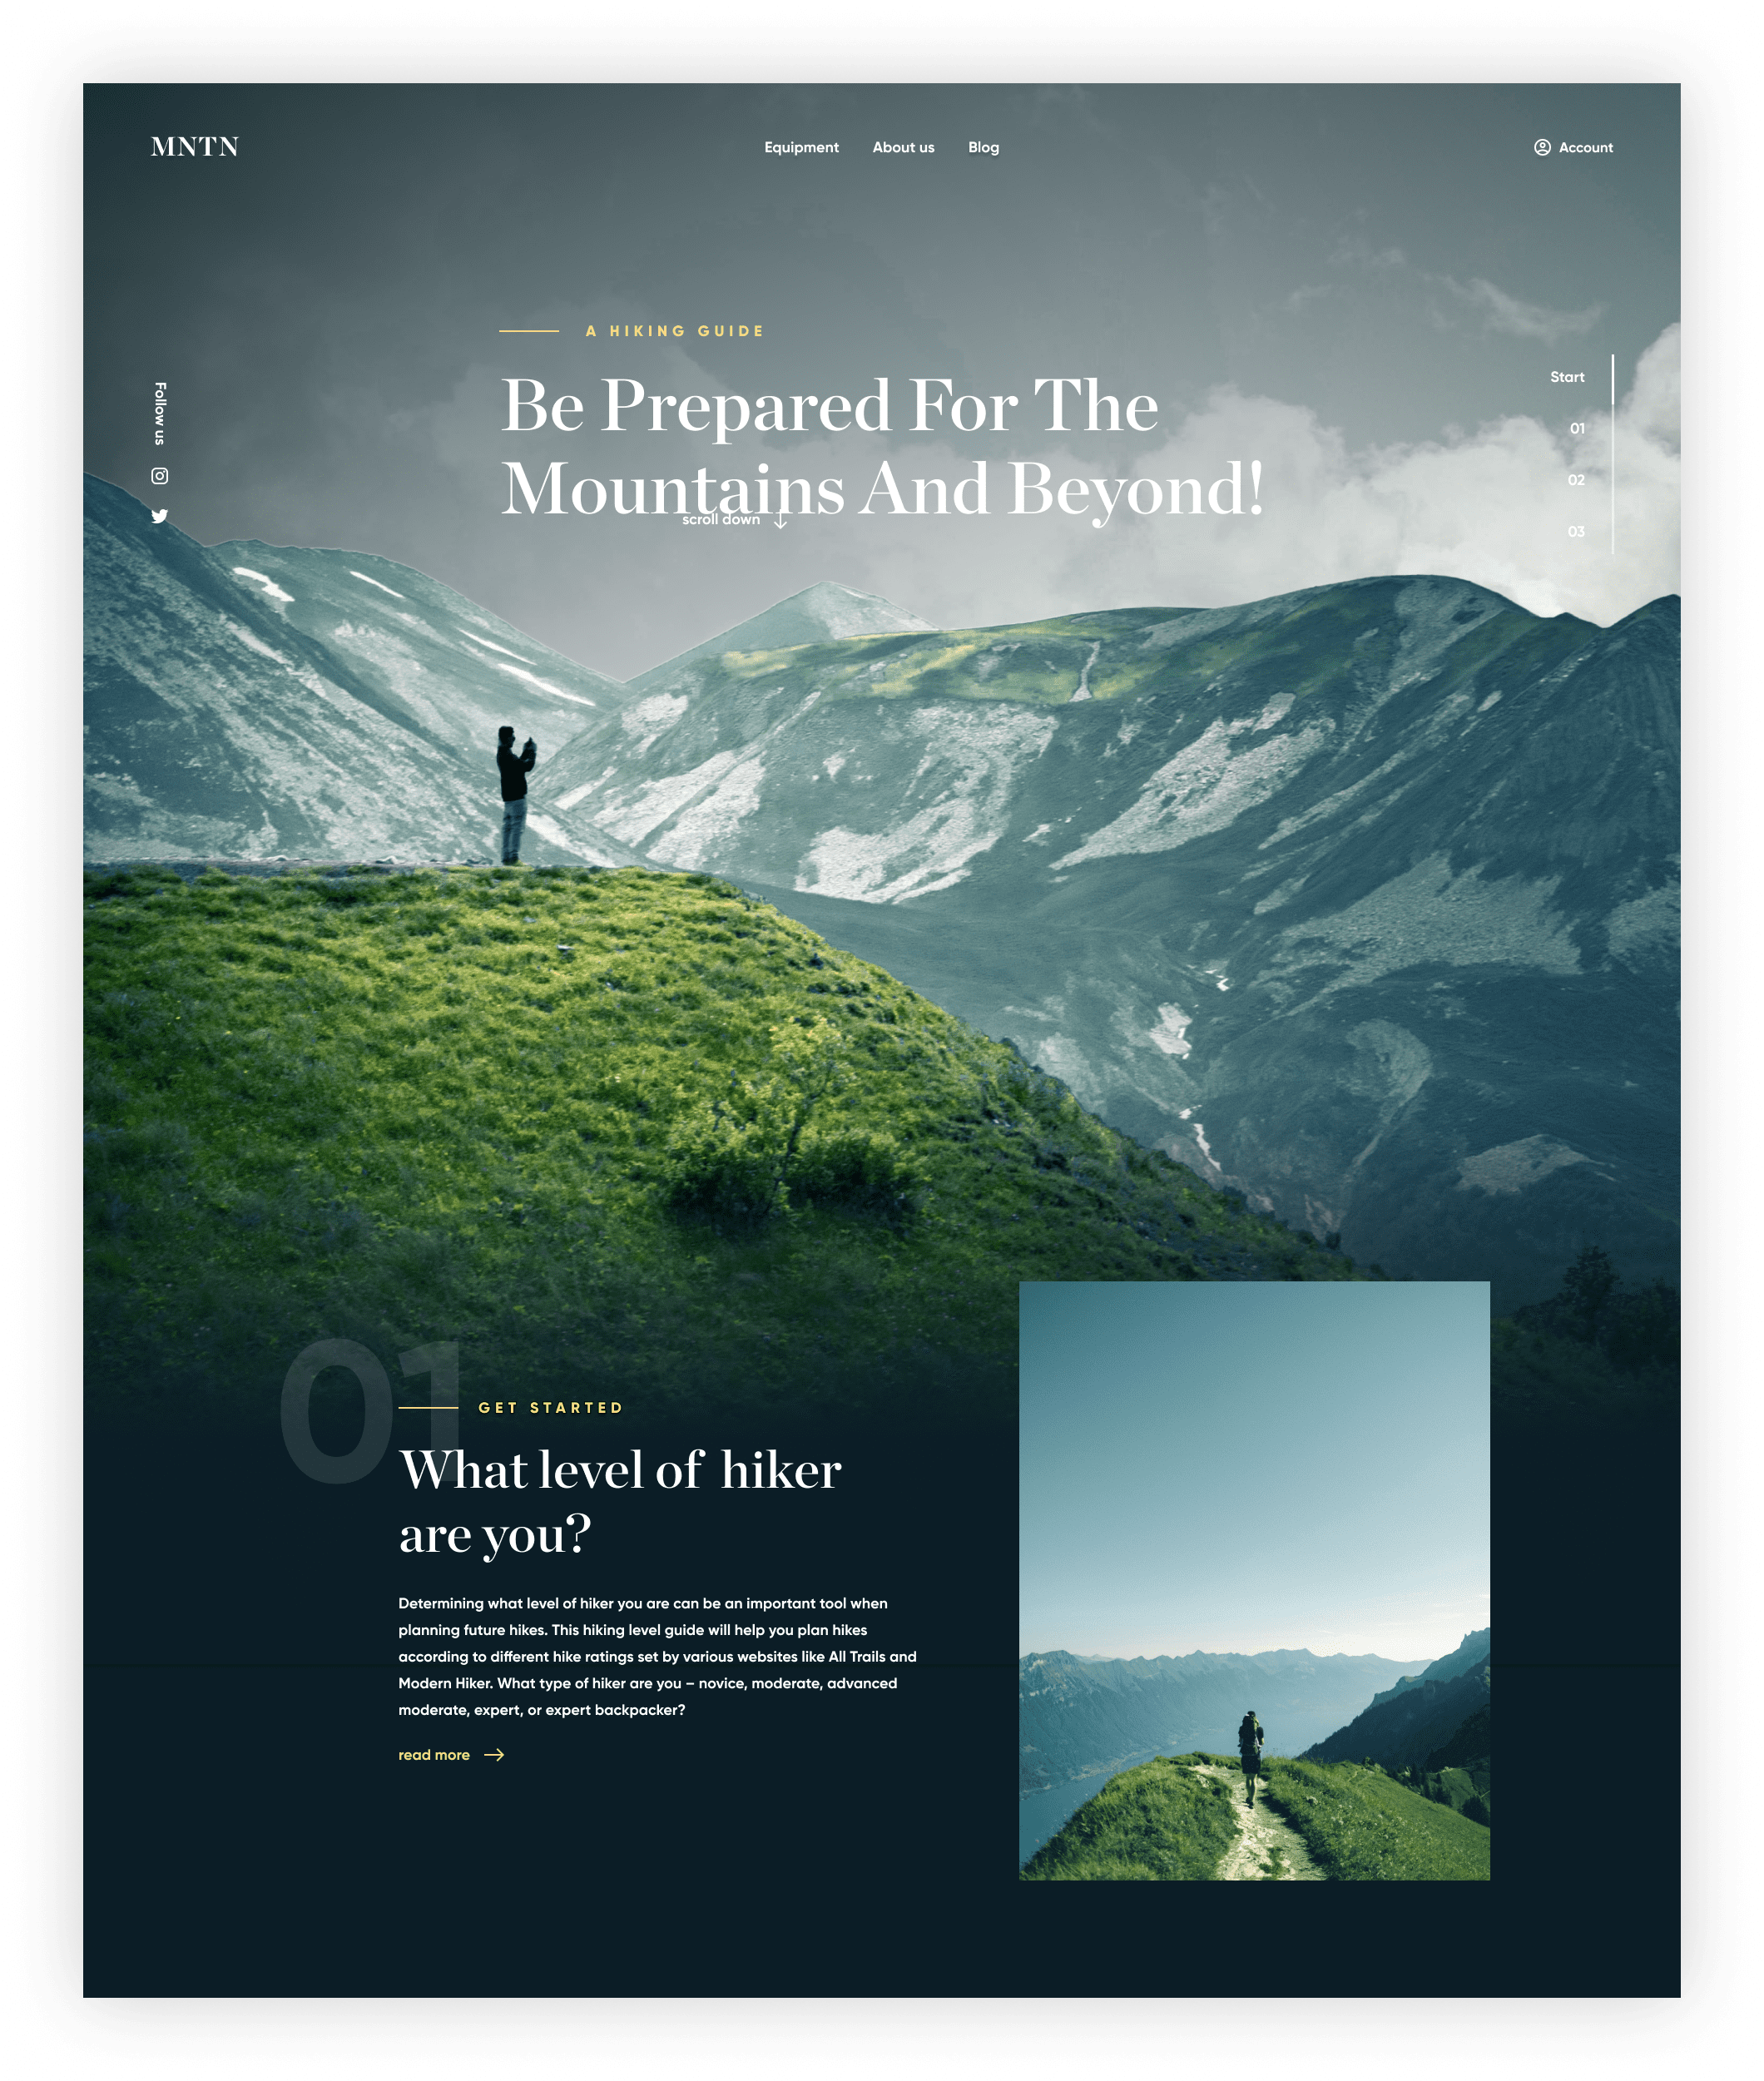 MNTN
Equipment
About us
Blog
Account
A HIKING GUIDE
Be Prepared For The
Mountains And Beyond!
scroll down
Follow us
Start
01
02
03
01
GET STARTED
What level of hiker
are you?
Determining what level of hiker you are can be an important tool when
planning future hikes. This hiking level guide will help you plan hikes
according to different hike ratings set by various websites like All Trails and
Modern Hiker. What type of hiker are you – novice, moderate, advanced
moderate, expert, or expert backpacker?
read more